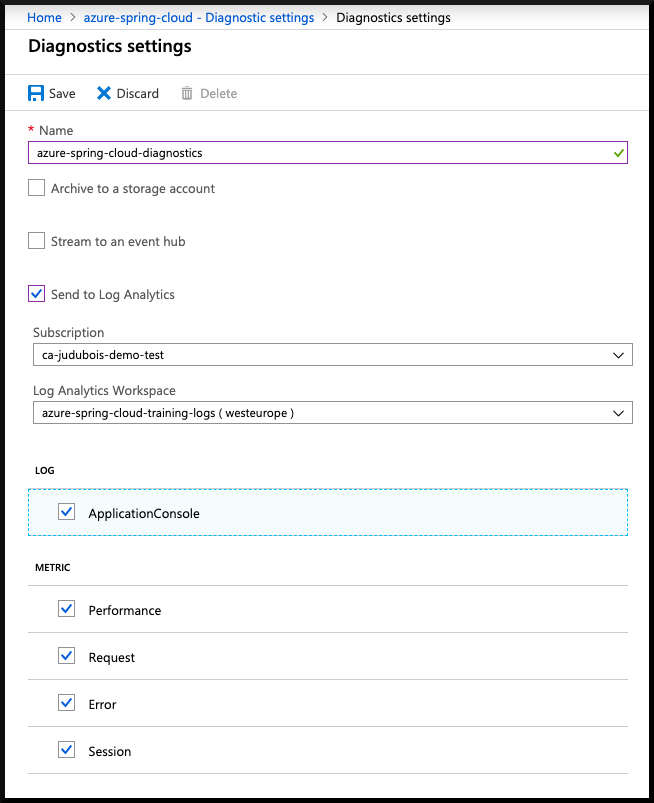 Home > azure-spring-cloud - Diagnostic settings > Diagnostics settings
Diagnostics settings
Save Discard Delete
* Name
azure-spring-cloud-diagnostics
Archive to a storage account
Stream to an event hub
Send to Log Analytics
Subscription
ca-judubois-demo-test
Log Analytics Workspace
azure-spring-cloud-training-logs ( westeurope )
LOG
ApplicationConsole
METRIC
Performance
Request
Error
Session